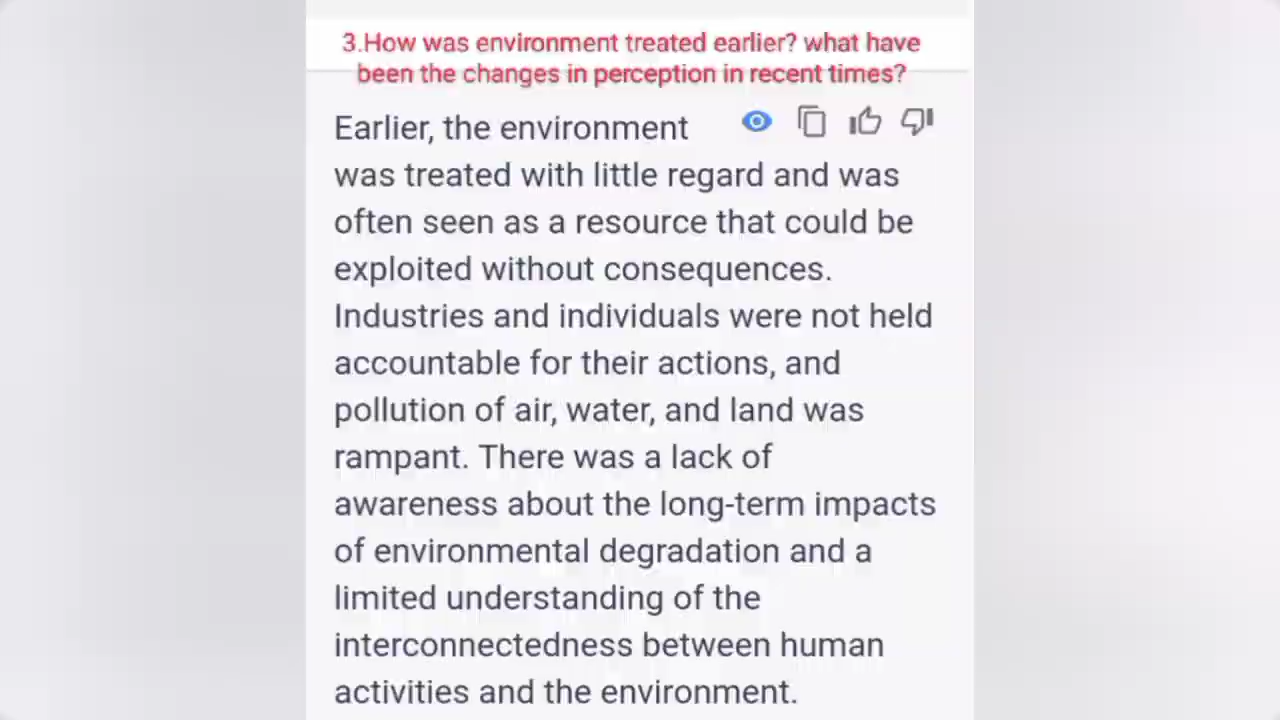 3.How was environment treated earlier? what have
been the changes in perception in recent times?
Earlier, the environment
was treated with little regard and was
often seen as a resource that could be
exploited without consequences.
Industries and individuals were not held
accountable for their actions, and
pollution of air, water, and land was
rampant. There was a lack of
awareness about the long-term impacts
of environmental degradation and a
limited understanding of the
interconnectedness between human
activities and the environment.